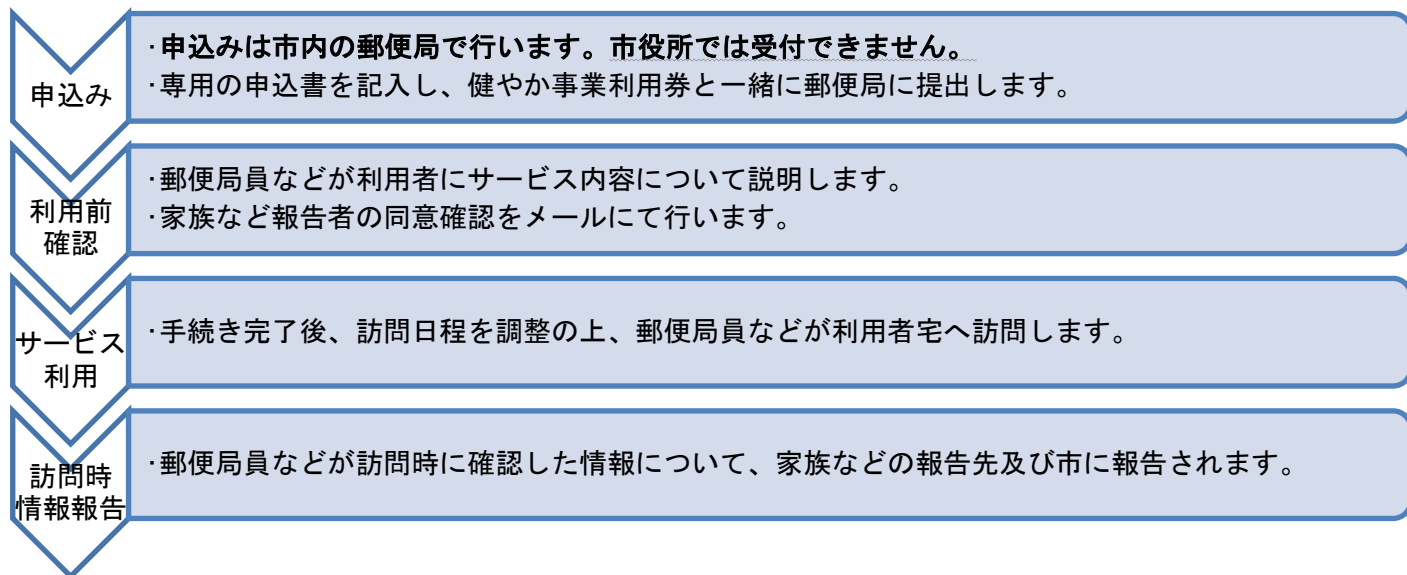 申込み
·申込みは市内の郵便局で行います。市役所では受付できません。
·専用の申込書を記入し、健やか事業利用券と一緒に郵便局に提出します。
利用前
確認
·郵便局員などが利用者にサービス内容について説明します。
·家族など報告者の同意確認をメールにて行います。
サービス
利用
·手続き完了後、訪問日程を調整の上、郵便局員などが利用者宅へ訪問します。
訪問時
情報報告
·郵便局員などが訪問時に確認した情報について、家族などの報告先及び市に報告されます。